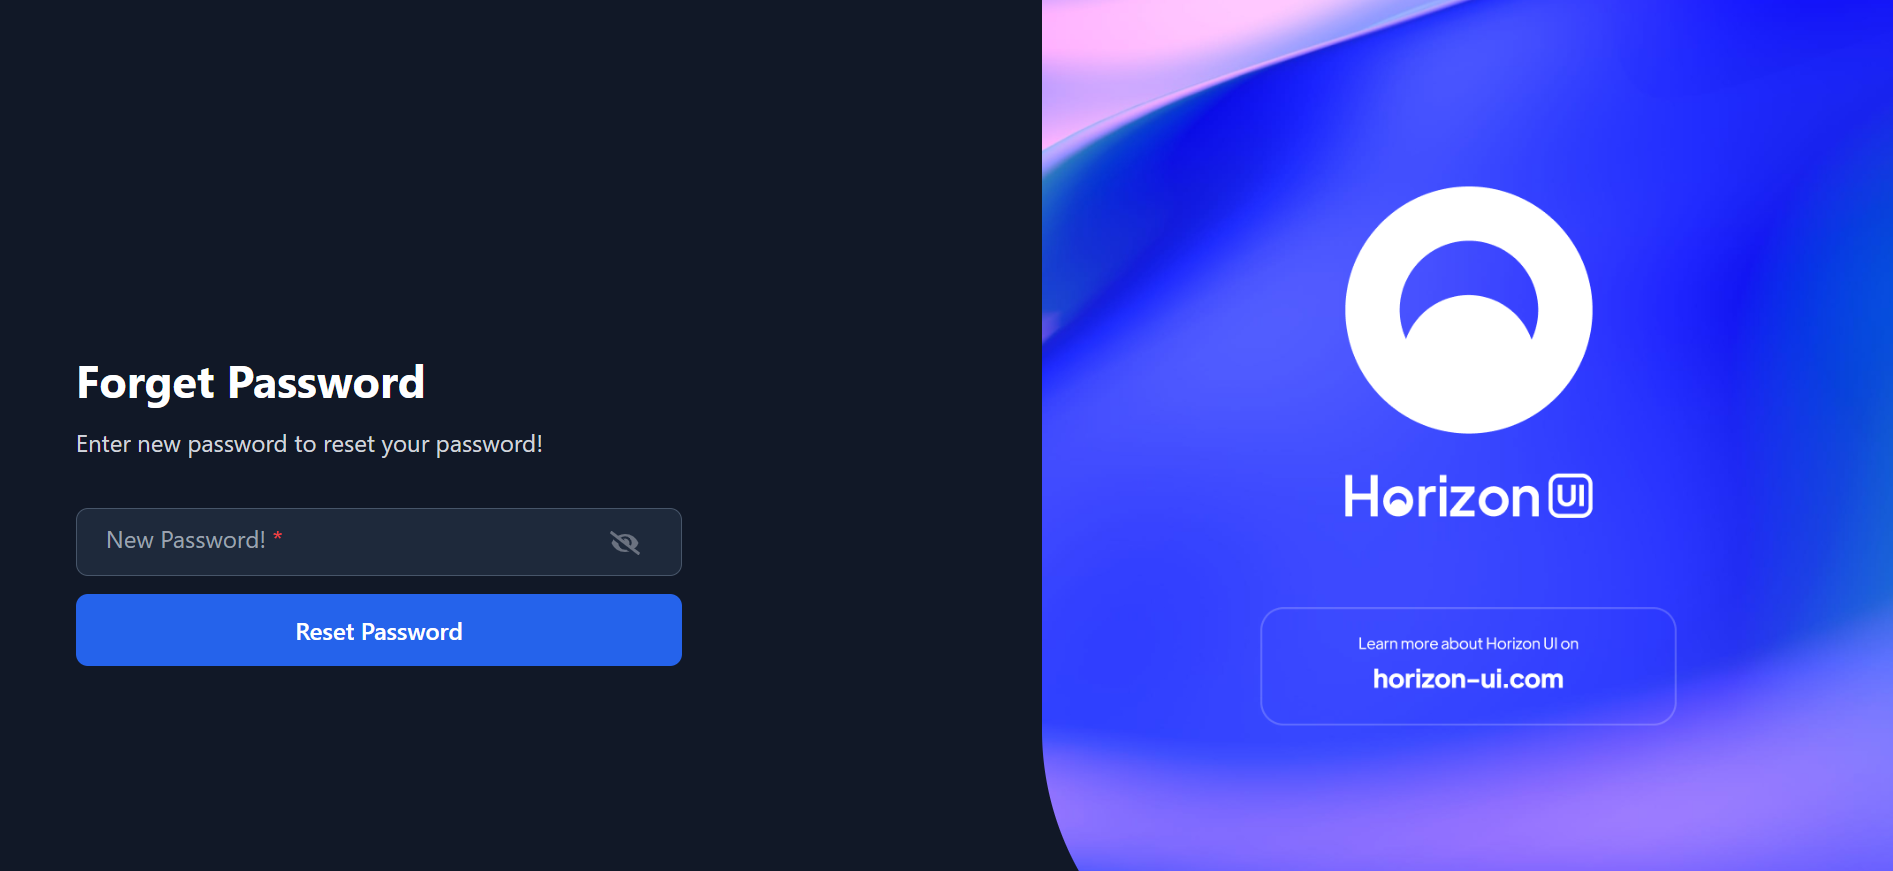 Forget Password
Enter new password to reset your password!
New Password! *
Reset Password
Horizon UI
Learn more about Horizon UI on
horizon-ui.com